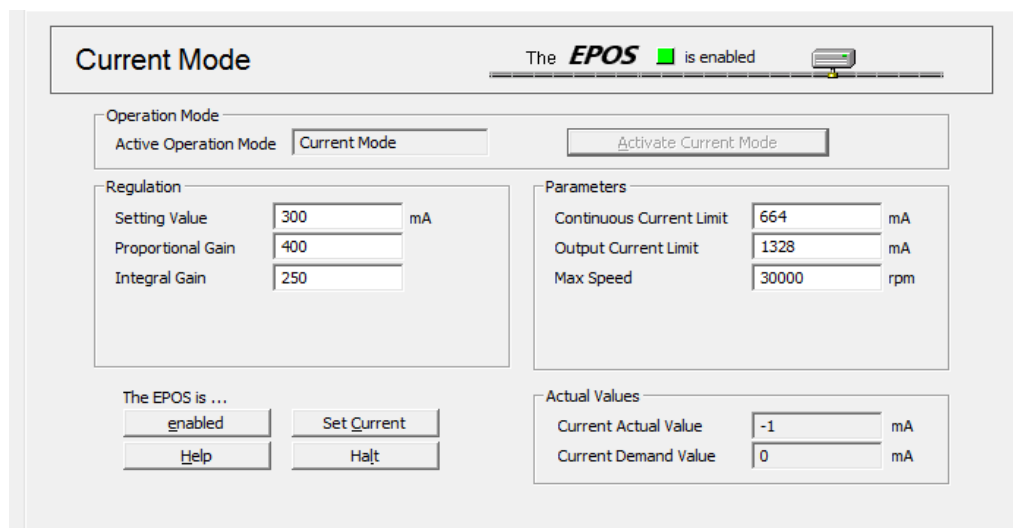 Current Mode
The EPOS is enabled
Operation Mode
Active Operation Mode Current Mode Activate Current Mode
Regulation
Setting Value 300 mA
Proportional Gain 400
Integral Gain 250
Parameters
Continuous Current Limit 664 mA
Output Current Limit 1328 mA
Max Speed 30000 rpm
The EPOS is ...
enabled Set Current
Help Halt
Actual Values
Current Actual Value -1 mA
Current Demand Value 0 mA